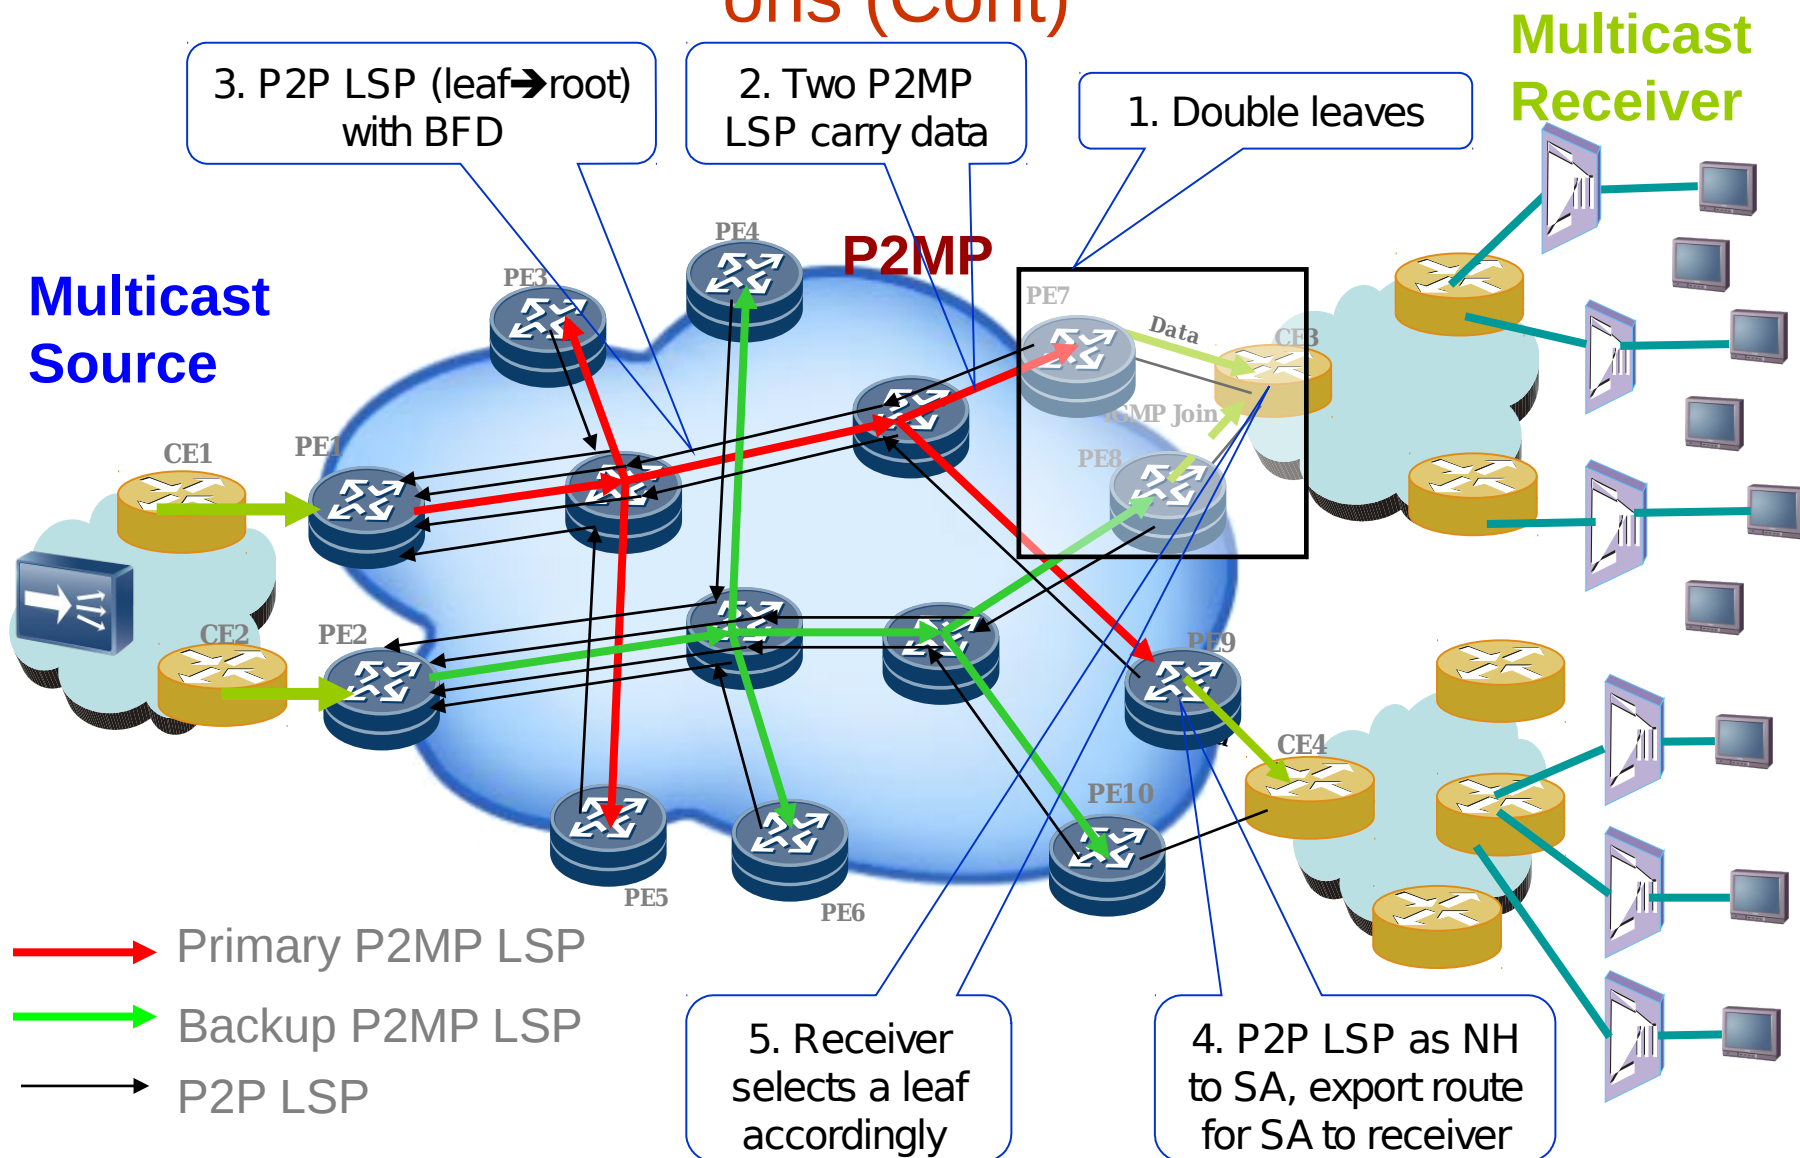 ons (Cont)
Multicast
Receiver
3. P2P LSP (leaf➔root)
with BFD
2. Two P2MP
LSP carry data
1. Double leaves
PE4
P2MP
PE3
Multicast
Source
PE7
Data
CE3
IGMP Join
PE8
CE1
PE1
CE2
PE2
PE9
CE4
PE10
PE5
PE6
Primary P2MP LSP
Backup P2MP LSP
P2P LSP
5. Receiver
selects a leaf
accordingly
4. P2P LSP as NH
to SA, export route
for SA to receiver